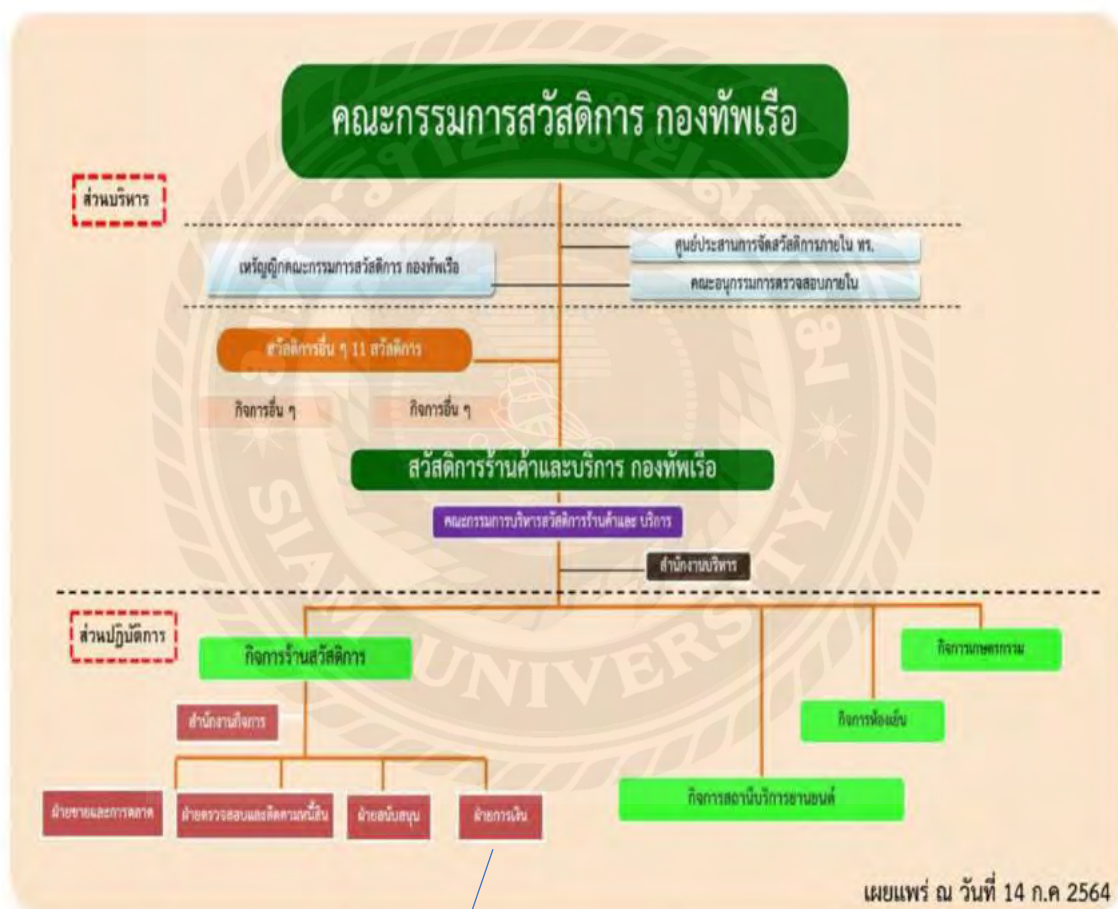 คณะกรรมการสวัสดิการ กองทัพเรือ
ส่วนบริหาร
ศูนย์ประสานการจัดสวัสดิการภายใน ทร.
เหรัญญิกคณะกรรมการสวัสดิการ กองทัพเรือ
คณะอนุกรรมการตรวจสอบภายใน
สวัสดิการอื่น ๆ 11 สวัสดิการ
กิจการอื่น ๆ
กิจการอื่น ๆ
สวัสดิการร้านค้าและบริการ กองทัพเรือ
คณะกรรมการบริหารสวัสดิการร้านค้าและ บริการ
สำนักงานบริหาร
ส่วนปฏิบัติการ
กิจการร้านสวัสดิการ
กิจการเกษตรกรรม
สำนักงานกิจการ
กิจการห้องเย็น
กิจการสถานีบริการยานยนต์
ฝ่ายขายและการตลาด
ฝ่ายตรวจสอบและติดตามหนี้สิน
ฝ่ายสนับสนุน
ฝ่ายการเงิน
เผยแพร่ ณ วันที่ 14 ก.ค 2564
SIAM UNIVERSITY